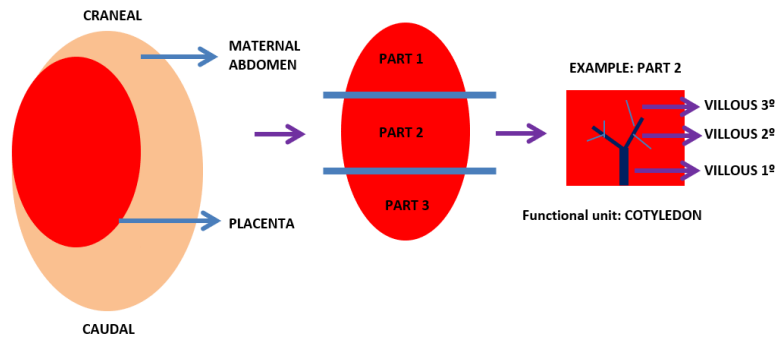 CRANEAL
MATERNAL
ABDOMEN
PLACENTA
CAUDAL
PART 1
PART 2
PART 3
EXAMPLE: PART 2
VILLOUS 3º
VILLOUS 2º
VILLOUS 1º
Functional unit: COTYLEDON